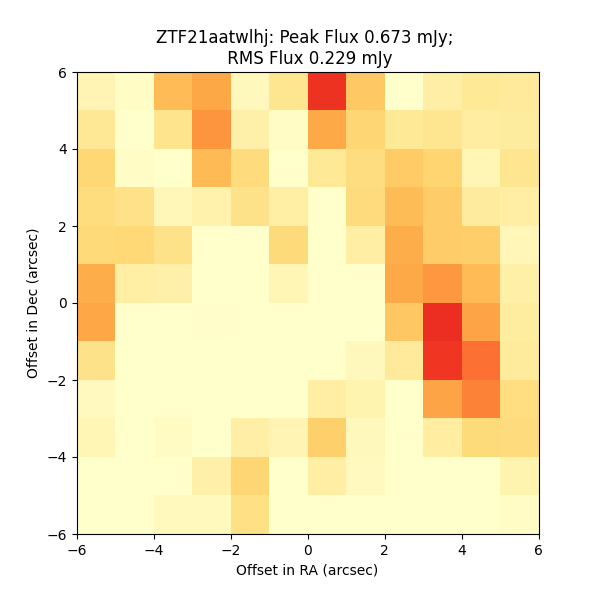 ZTF21aatwlhj: Peak Flux 0.673 mJy;
RMS Flux 0.229 mJy
6
4
2
0
−2
−4
−6
Offset in Dec (arcsec)
−6 −4 −2 0 2 4 6
Offset in RA (arcsec)